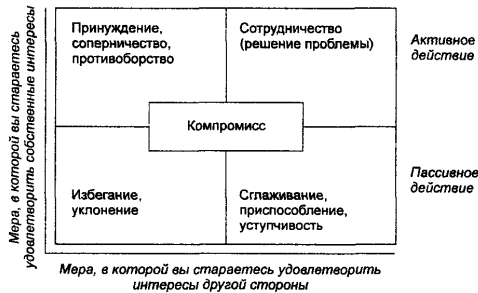 Мера, в которой вы стараетесь
удовлетворить собственные интересы
Принуждение,
соперничество,
противоборство
Сотрудничество
(решение проблемы)
Активное
действие
Компромисс
Избегание,
уклонение
Сглаживание,
приспособление,
уступчивость
Пассивное
действие
Мера, в которой вы стараетесь удовлетворить
интересы другой стороны